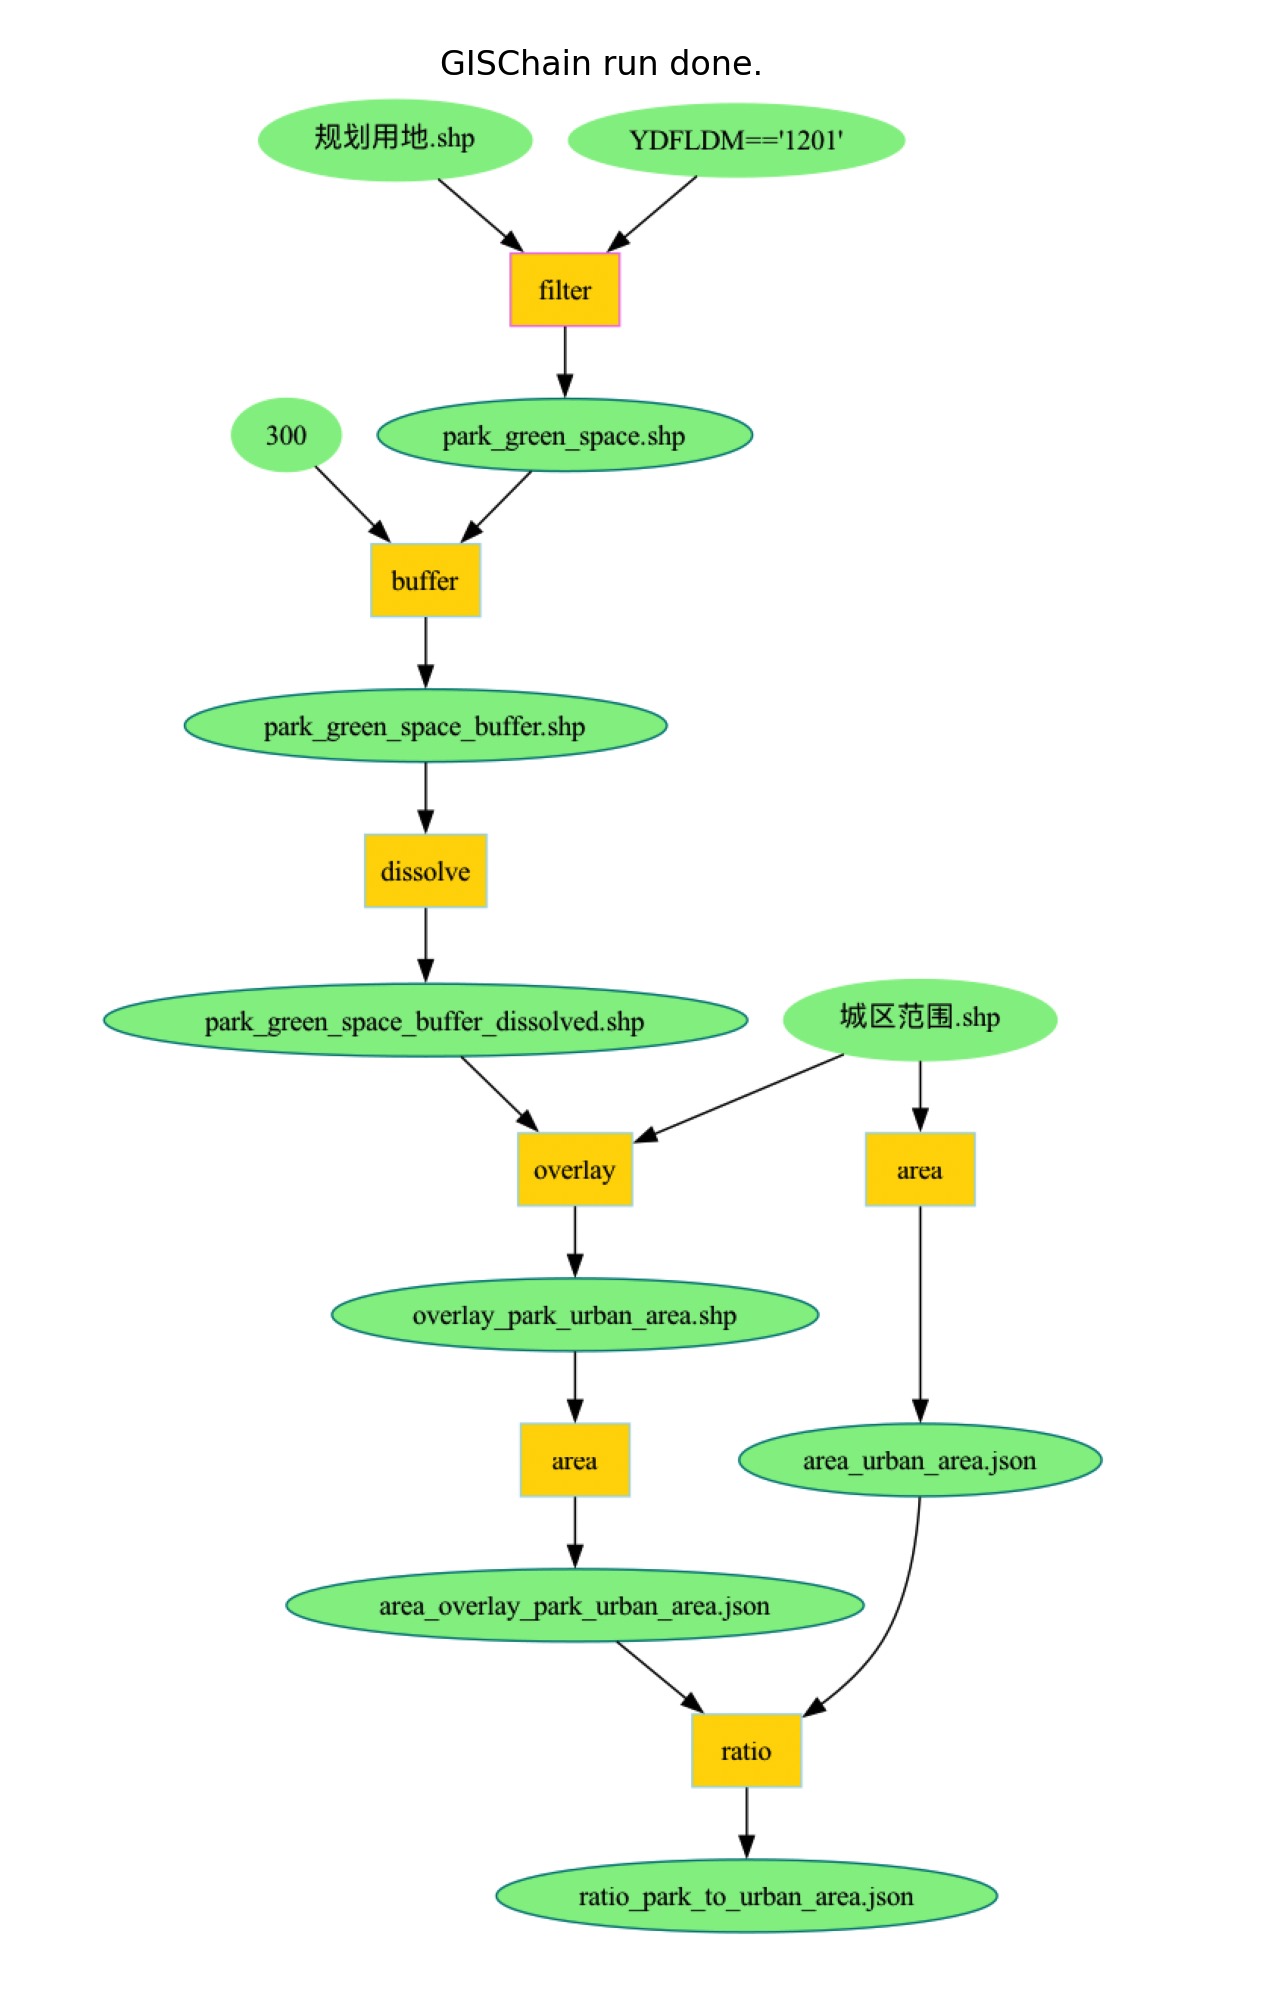 GISChain run done.
规划用地.shp
YDFLDM=='1201'
filter
300
park_green_space.shp
buffer
park_green_space_buffer.shp
dissolve
park_green_space_buffer_dissolved.shp
城区范围.shp
overlay
area
overlay_park_urban_area.shp
area
area_urban_area.json
area_overlay_park_urban_area.json
ratio
ratio_park_to_urban_area.json